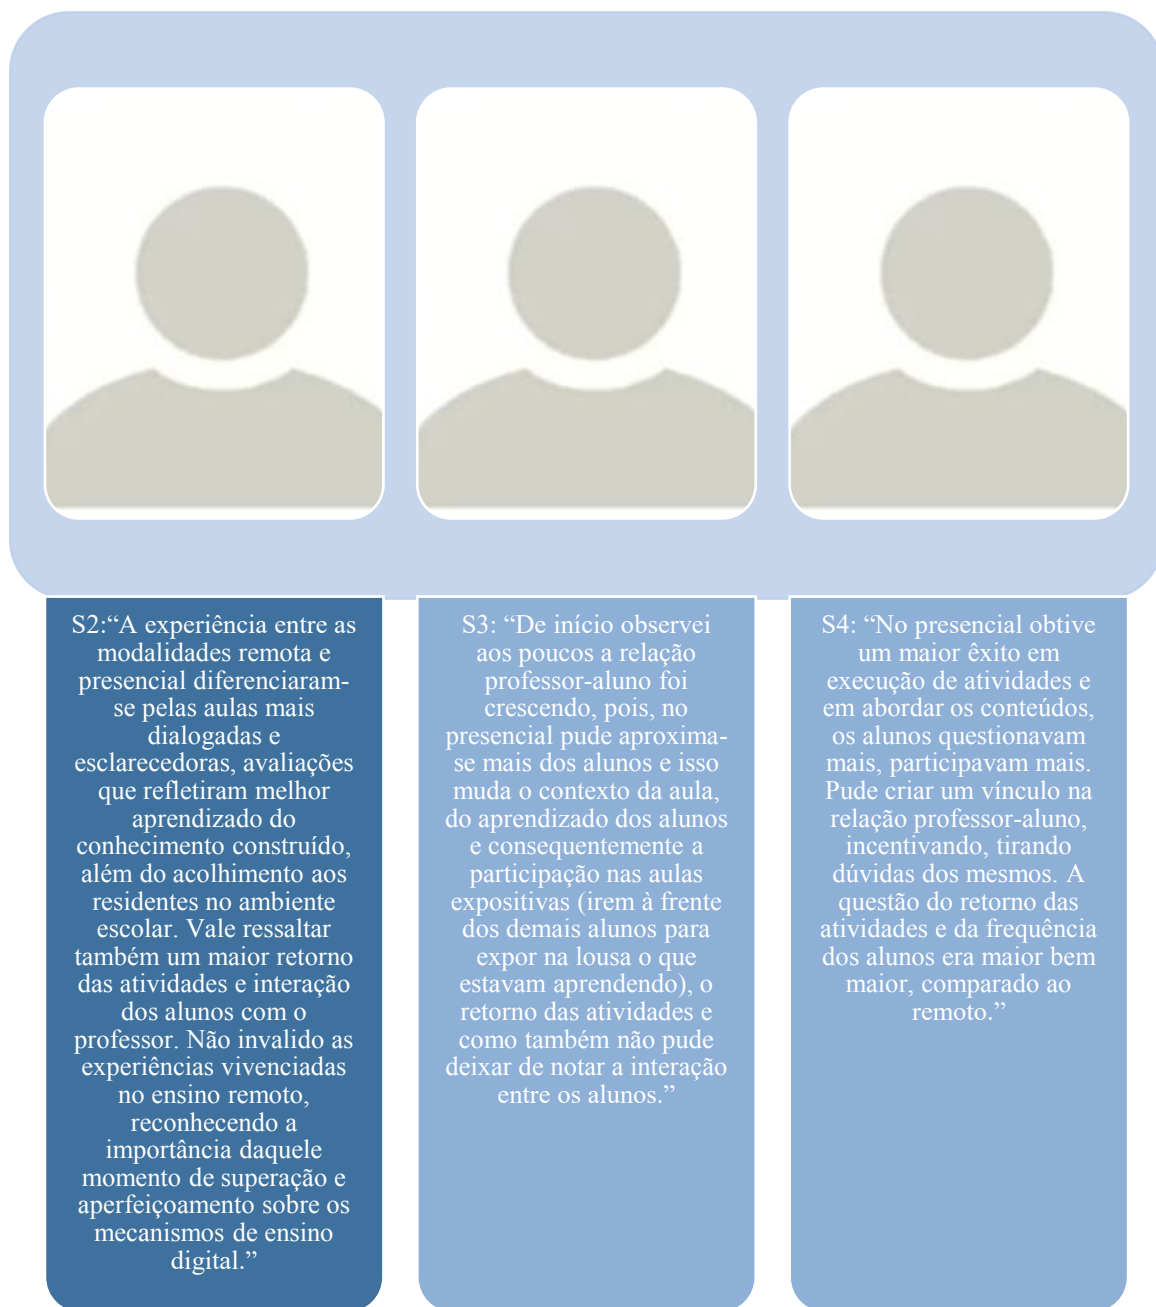 S2:“A experiência entre as
modalidades remota e
presencial diferenciaram-
se pelas aulas mais
dialogadas e
esclarecedoras, avaliações
que refletiram melhor
aprendizado do
conhecimento construído,
além do acolhimento aos
residentes no ambiente
escolar. Vale ressaltar
também um maior retorno
das atividades e interação
dos alunos com o
professor. Não invalido as
experiências vivenciadas
no ensino remoto,
reconhecendo a
importância daquele
momento de superação e
aperfeiçoamento sobre os
mecanismos de ensino
digital.”
S3: “De início observei
aos poucos a relação
professor-aluno foi
crescendo, pois, no
presencial pude aproxima-
se mais dos alunos e isso
muda o contexto da aula,
do aprendizado dos alunos
e consequentemente a
participação nas aulas
expositivas (irem à frente
dos demais alunos para
expor na lousa o que
estavam aprendendo), o
retorno das atividades e
como também não pude
deixar de notar a interação
entre os alunos.”
S4: “No presencial obtive
um maior êxito em
execução de atividades e
em abordar os conteúdos,
os alunos questionavam
mais, participavam mais.
Pude criar um vínculo na
relação professor-aluno,
incentivando, tirando
dúvidas dos mesmos. A
questão do retorno das
atividades e da frequência
dos alunos era maior bem
maior, comparado ao
remoto.”